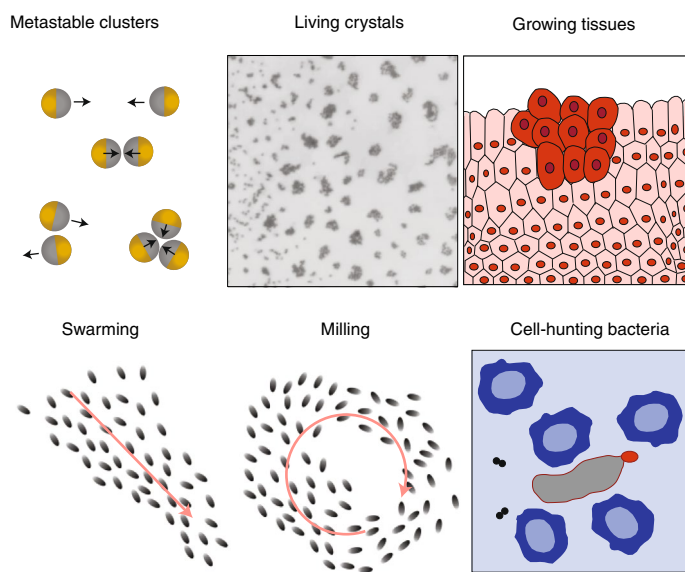 Metastable clusters
Living crystals
Growing tissues
Swarming
Milling
Cell-hunting bacteria